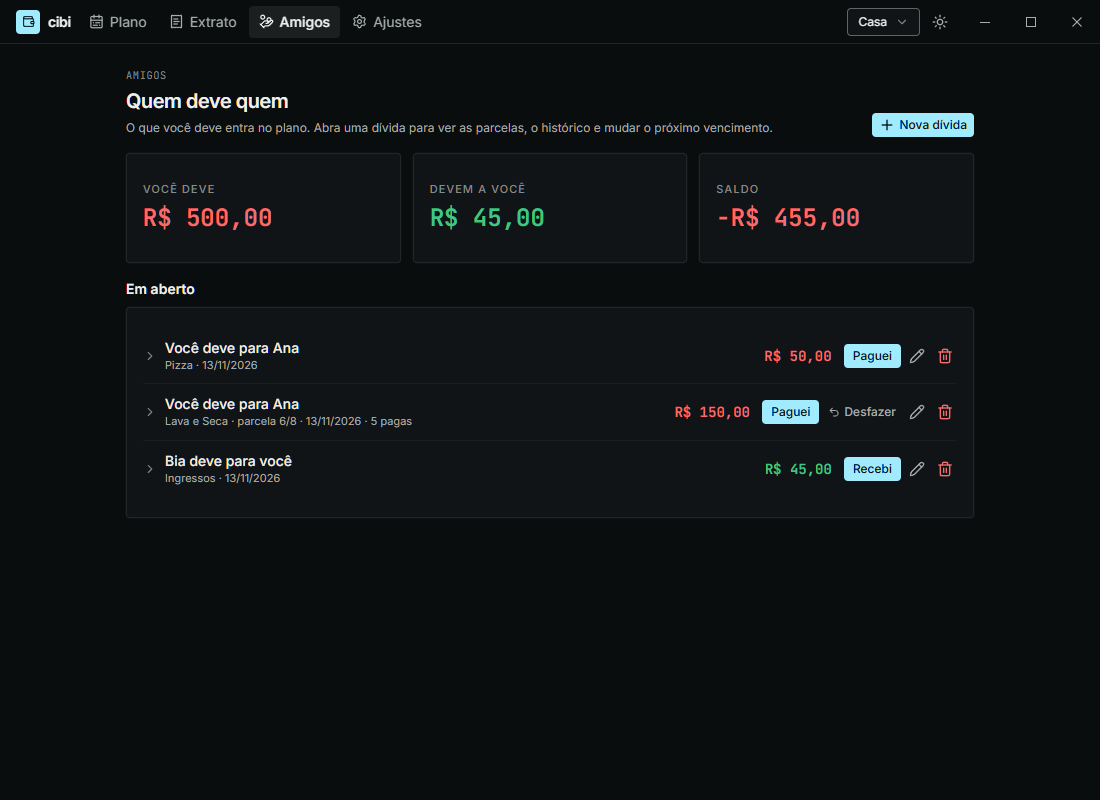 cibi Plano Extrato Amigos Ajustes Casa
AMIGOS
Quem deve quem
O que você deve entra no plano. Abra uma dívida para ver as parcelas, o histórico e mudar o próximo vencimento.
Nova dívida
VOCÊ DEVE
R$ 500,00
DEVEM A VOCÊ
R$ 45,00
SALDO
-R$ 455,00
Em aberto
Você deve para Ana
Pizza · 13/11/2026
R$ 50,00 Paguei
Você deve para Ana
Lava e Seca · parcela 6/8 · 13/11/2026 · 5 pagas
R$ 150,00 Paguei Desfazer
Bia deve para você
Ingressos · 13/11/2026
R$ 45,00 Recebi